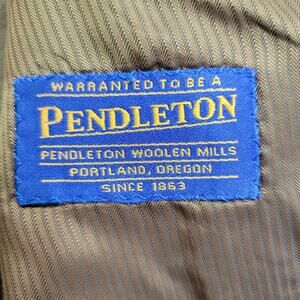 WARRANTED TO BE A
PENDLETON
PENDLETON WOOLEN MILLS
PORTLAND, OREGON
SINCE 1863